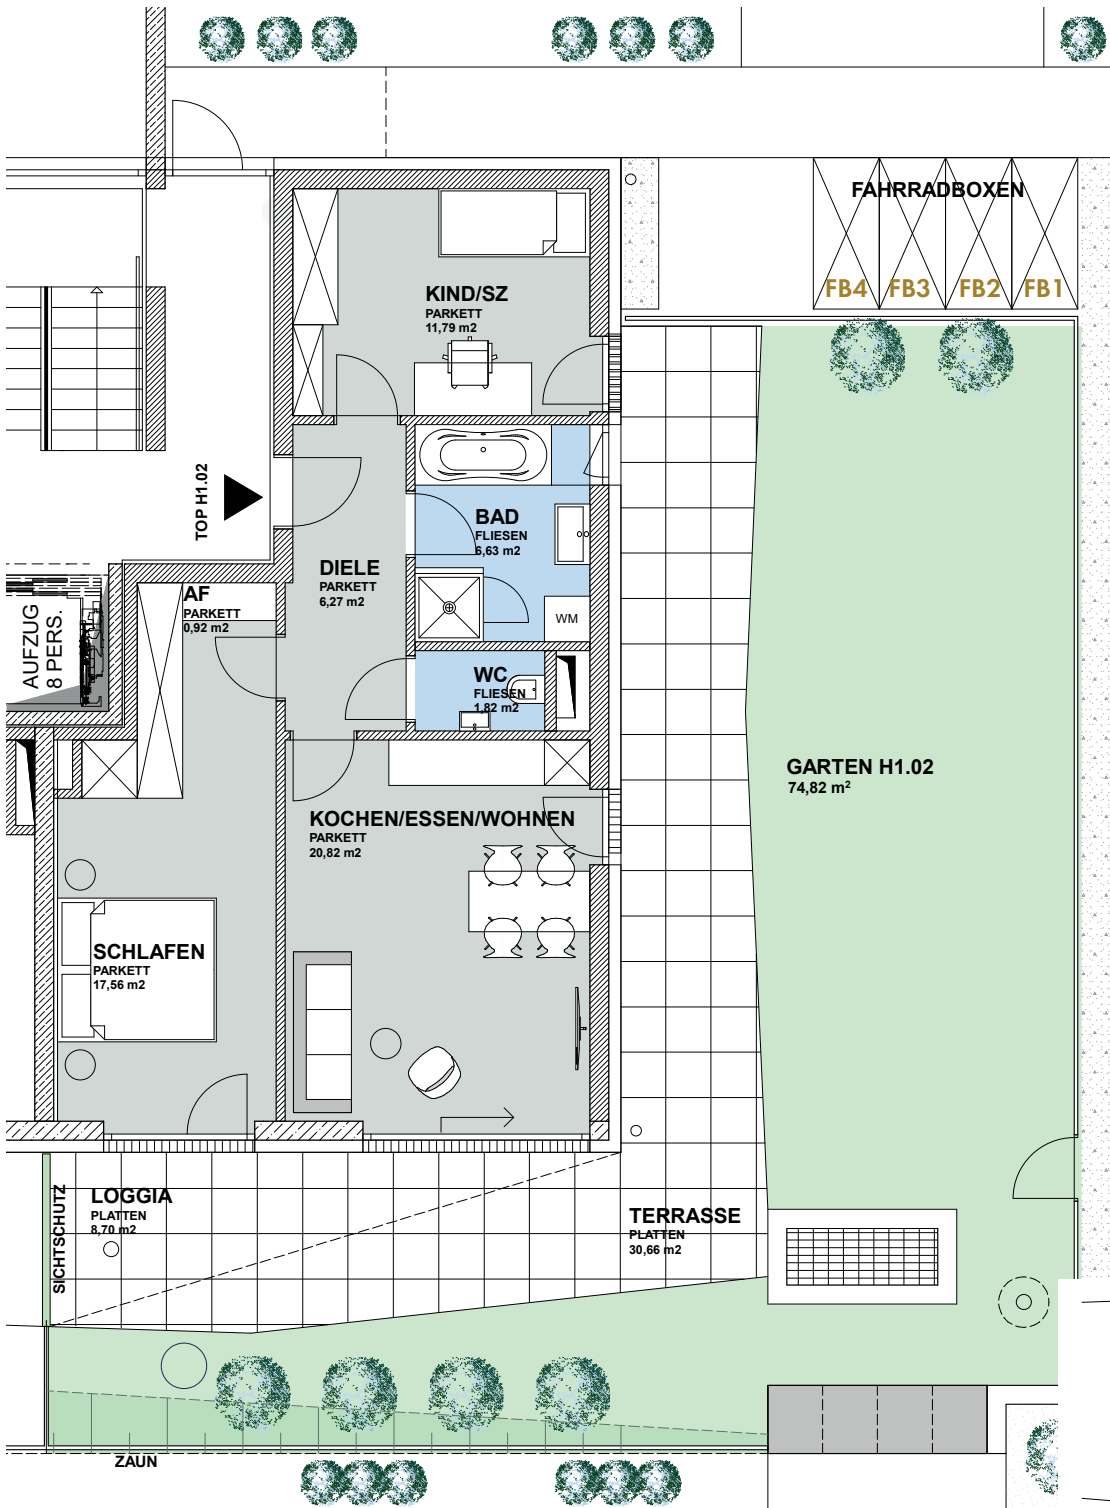 FAHRRADBOXEN
FB4 FB3 FB2 FB1
KIND/SZ
PARKETT
11,79 m2
TOP H1.02
BAD
FLIESEN
6,63 m2
DIELE
PARKETT
6,27 m2
AF
PARKETT
0,92 m2
AUFZUG
8 PERS.
WM
WC
FLIESEN
1,82 m2
GARTEN H1.02
74,82 m²
KOCHEN/ESSEN/WOHNEN
PARKETT
20,82 m2
SCHLAFEN
PARKETT
17,56 m2
SICHTSCHUTZ
LOGGIA
PLATTEN
8,70 m2
TERRASSE
PLATTEN
30,66 m2
ZAUN